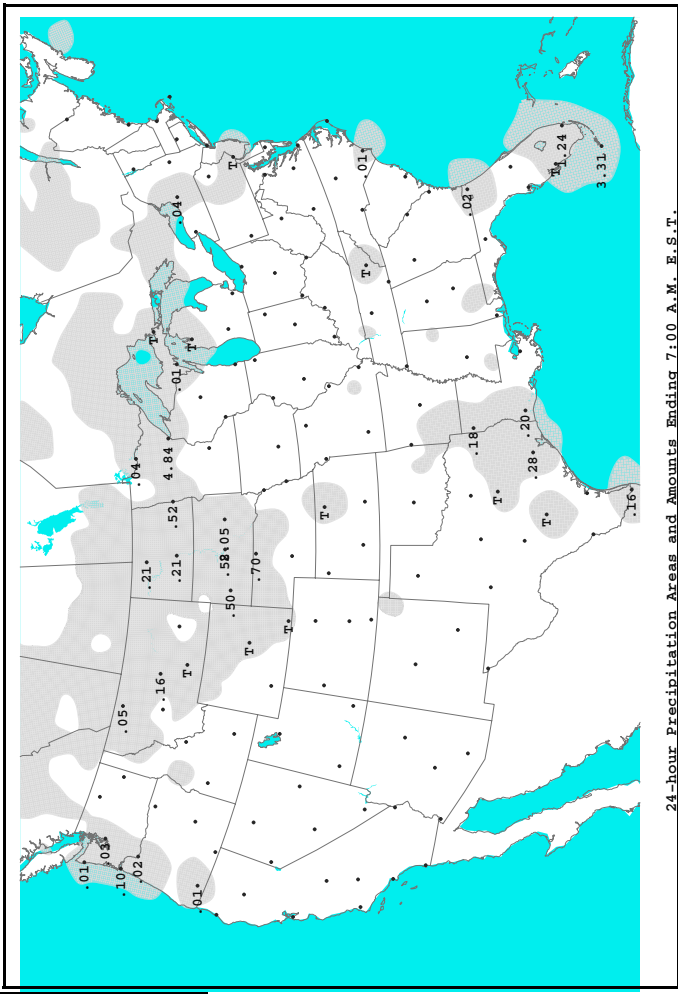 .01
.03
.10
.05
.04
.02
.21
T
.16
4.84
.52
.21
.01
.04
T
T
.01
.58
.05
.50
T
T
.70
T
T
.01
T
.02
.18
T
.20
.28
T
T
1.24
3.31
.16
24-hour Precipitation Areas and Amounts Ending 7:00 A.M. E.S.T.